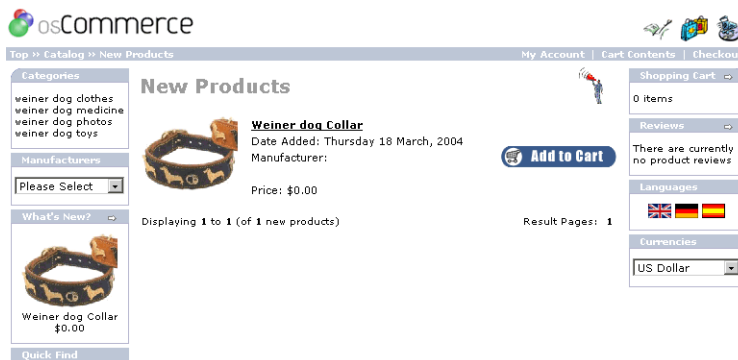 osCommerce
Top >> Catalog >> New Products
My Account | Cart Contents | Checkou
Categories
weiner dog clothes
weiner dog medicine
weiner dog photos
weiner dog toys
Manufacturers
Please Select
What's New?
Weiner dog Collar
$0.00
Quick Find
New Products
Weiner dog Collar
Date Added: Thursday 18 March, 2004
Manufacturer:
Add to Cart
Price: $0.00
Displaying 1 to 1 (of 1 new products)
Result Pages: 1
Shopping Cart
0 items
Reviews
There are currently
no product reviews
Languages
Currencies
US Dollar